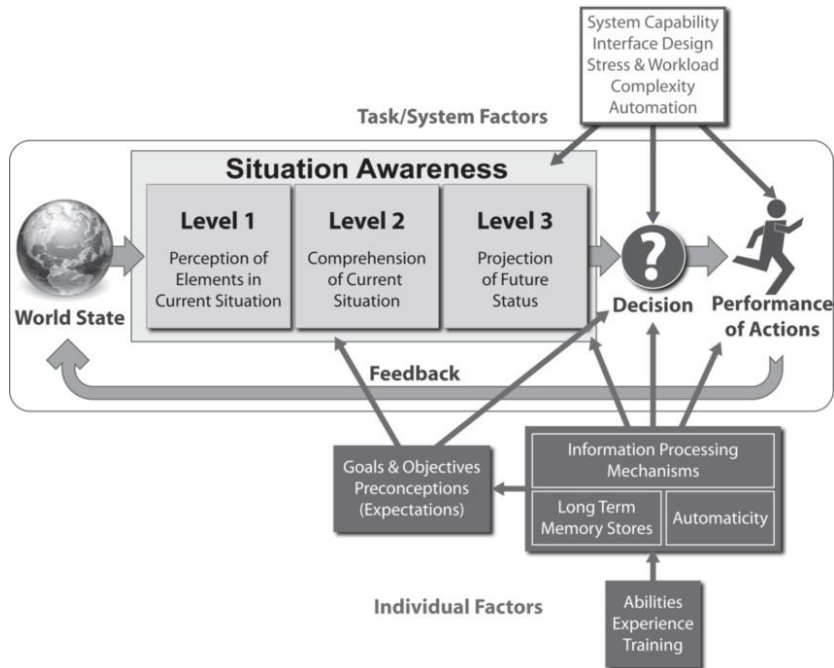 System Capability
Interface Design
Stress & Workload
Complexity
Automation
Task/System Factors
Situation Awareness
Level 1
Perception of
Elements in
Current Situation
Level 2
Comprehension
of Current
Situation
Level 3
Projection
of Future
Status
?
World State
Decision
Performance
of Actions
Feedback
Goals & Objectives
Preconceptions
(Expectations)
Information Processing
Mechanisms
Long Term
Memory Stores
Automaticity
Individual Factors
Abilities
Experience
Training